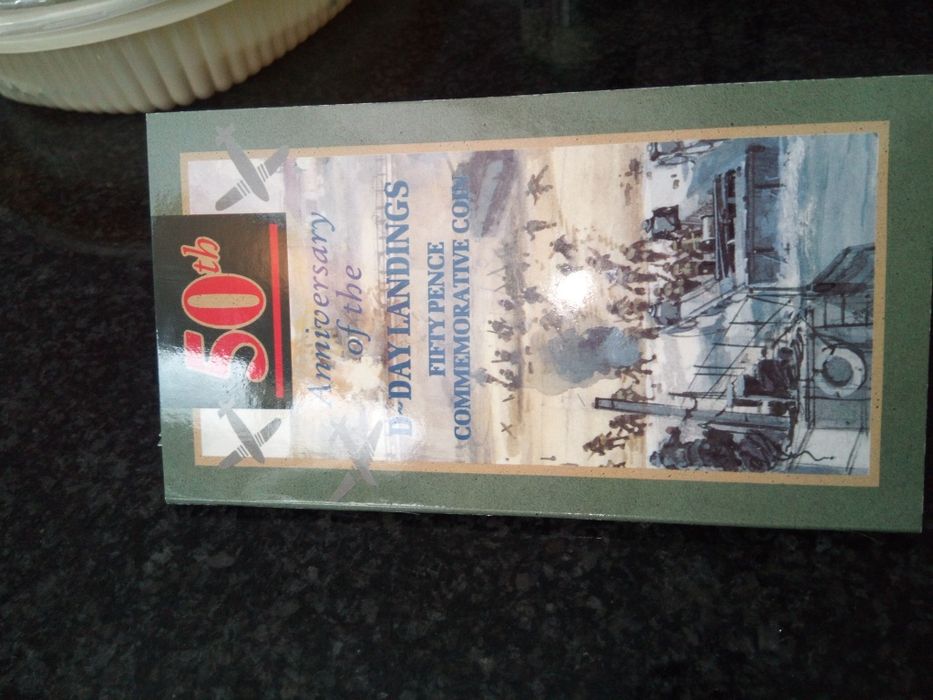 50th
Anniversary
of the
D~DAY LANDINGS
FIFTY PENCE
COMMEMORATIVE COIN